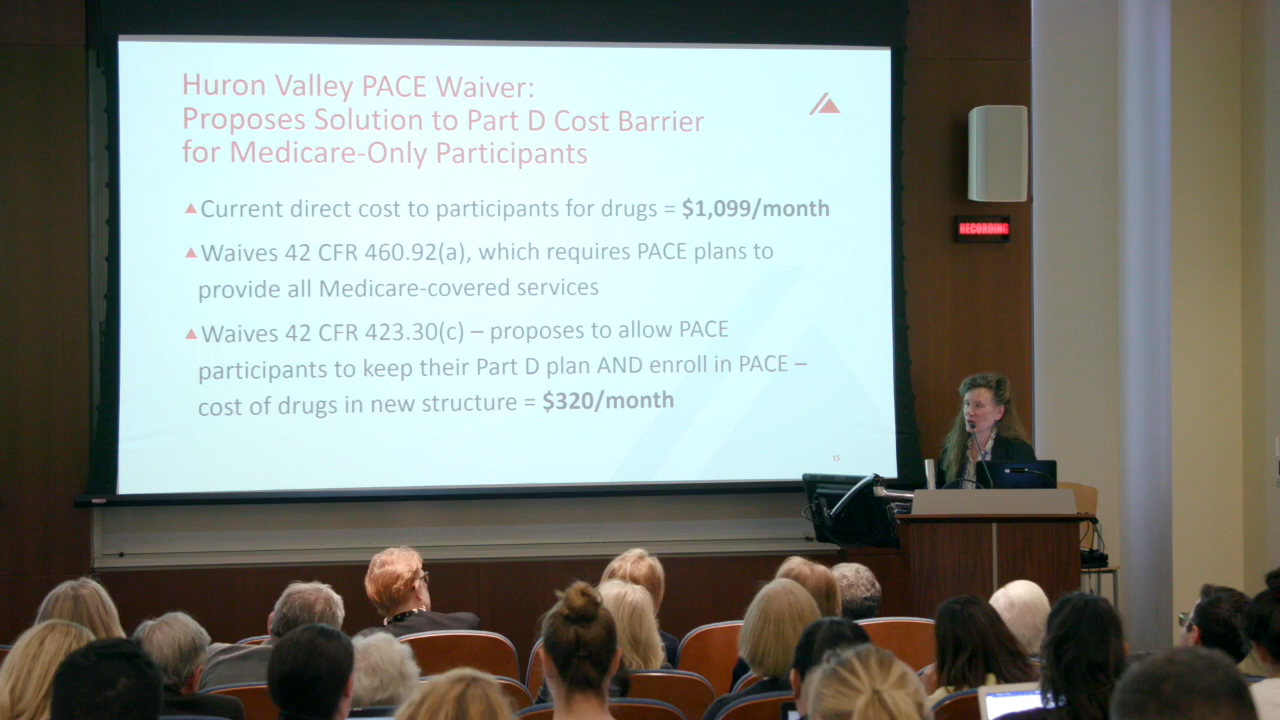 Huron Valley PACE Waiver:
Proposes Solution to Part D Cost Barrier
for Medicare-Only Participants
Current direct cost to participants for drugs = $1,099/month
Waives 42 CFR 460.92(a), which requires PACE plans to
provide all Medicare-covered services
Waives 42 CFR 423.30(c) – proposes to allow PACE
participants to keep their Part D plan AND enroll in PACE –
cost of drugs in new structure = $320/month
15
RECORDING